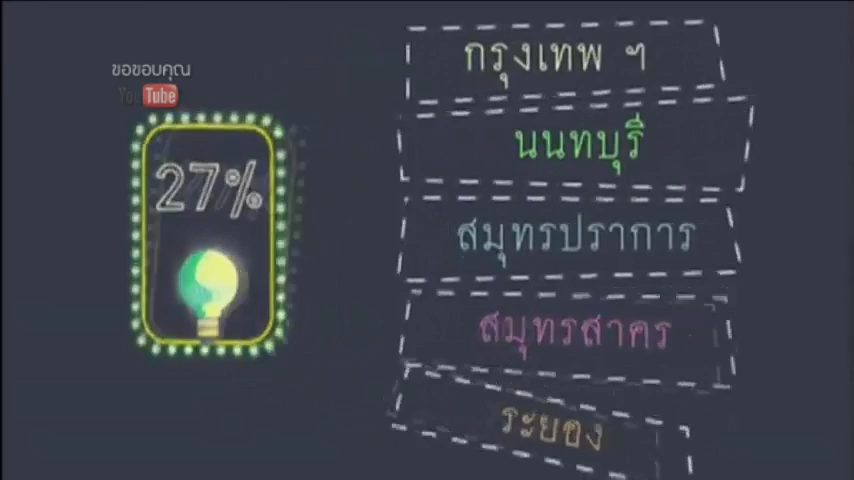 ขอขอบคุณ
YouTube
27%
กรุงเทพ ฯ
นนทบุรี
สมุทรปราการ
สมุทรสาคร
ระยอง